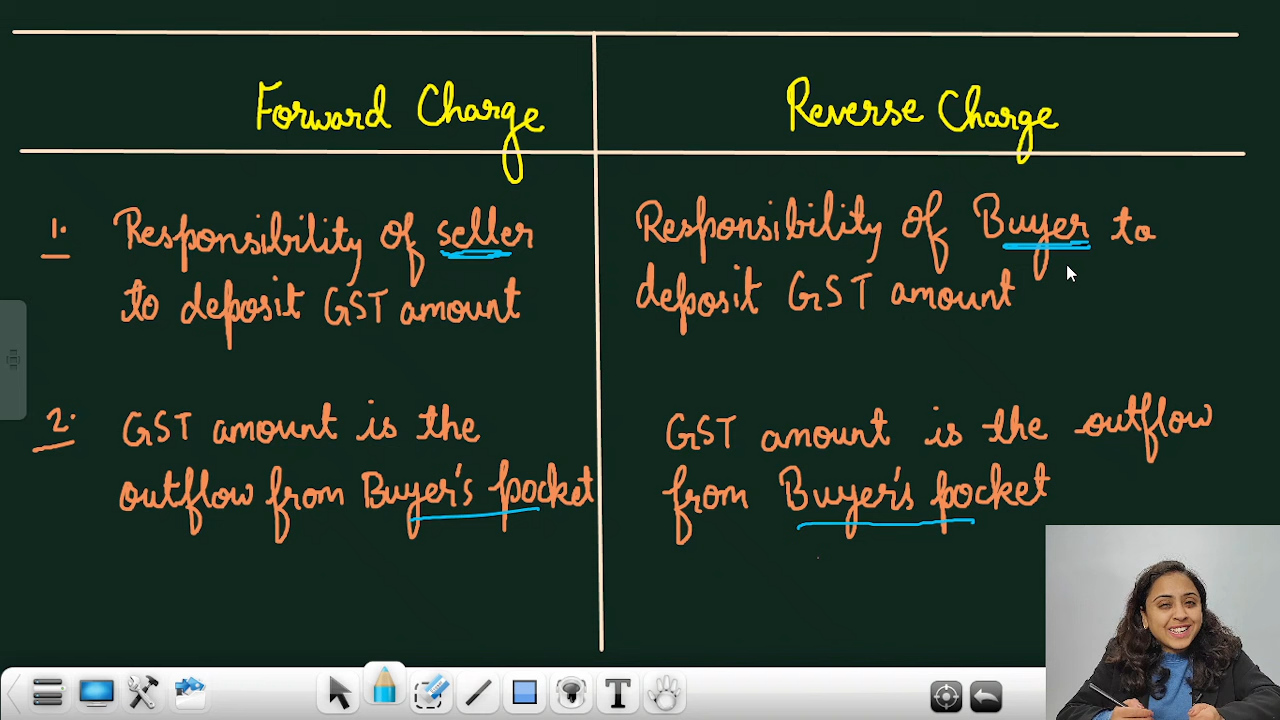 Forward Charge
Reverse Charge
1. Responsibility of seller
to deposit GST amount
Responsibility of Buyer to
deposit GST amount
2. GST amount is the
outflow from Buyer's pocket
GST amount is the outflow
from Buyer's pocket
T